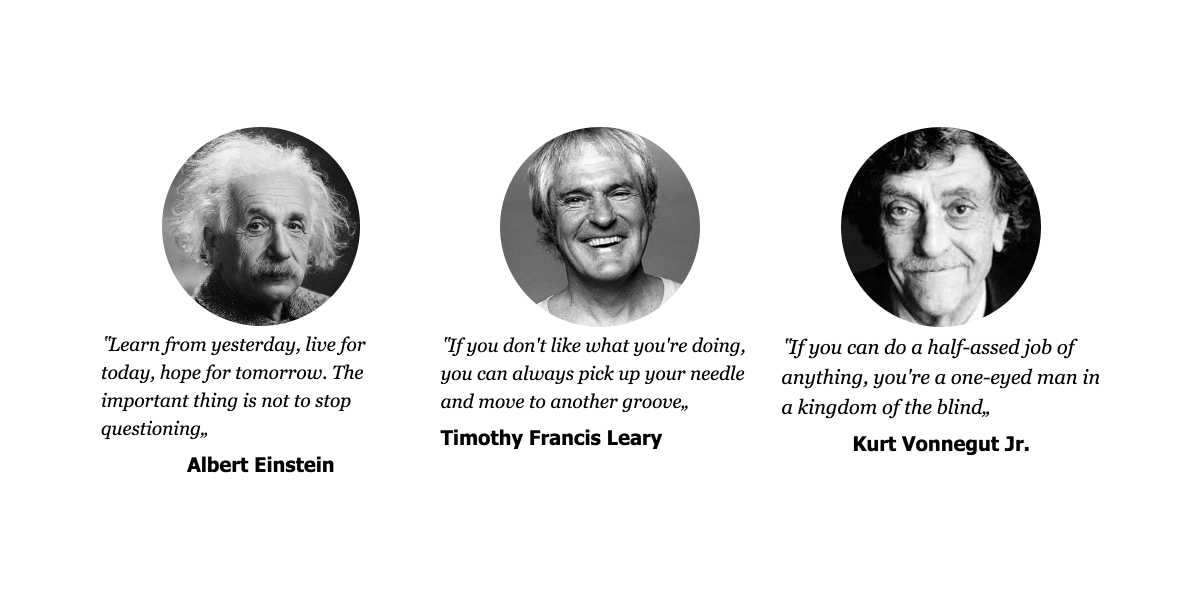 "Learn from yesterday, live for
today, hope for tomorrow. The
important thing is not to stop
questioning„
Albert Einstein
"If you don't like what you're doing,
you can always pick up your needle
and move to another groove„
Timothy Francis Leary
"If you can do a half-assed job of
anything, you're a one-eyed man in
a kingdom of the blind„
Kurt Vonnegut Jr.